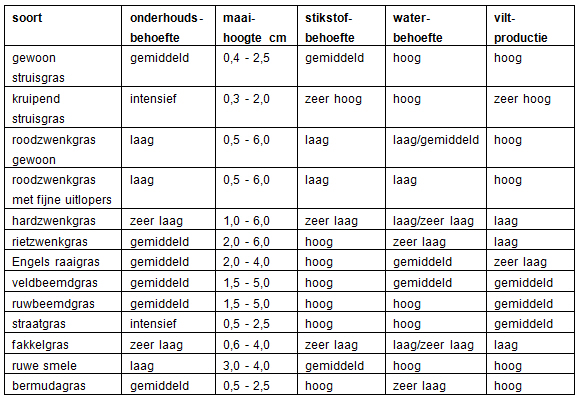 soort onderhouds-behoefte maai-hoogte cm stikstof-behoefte water-behoefte vilt-productie
gewoon struisgras gemiddeld 0,4 - 2,5 gemiddeld hoog hoog
kruipend struisgras intensief 0,3 - 2,0 zeer hoog hoog zeer hoog
roodzwenkgras gewoon laag 0,5 - 6,0 laag laag/gemiddeld hoog
roodzwenkgras met fijne uitlopers laag 0,5 - 6,0 laag laag hoog
hardzwenkgras zeer laag 1,0 - 6,0 zeer laag laag/zeer laag laag
rietzwenkgras gemiddeld 2,0 - 6,0 hoog zeer laag laag
Engels raaigras gemiddeld 2,0 - 4,0 hoog gemiddeld zeer laag
veldbeemdgras gemiddeld 1,5 - 5,0 hoog gemiddeld gemiddeld
ruwbeemdgras gemiddeld 1,5 - 5,0 hoog hoog gemiddeld
straatgras intensief 0,5 - 2,5 hoog hoog gemiddeld
fakkelgras zeer laag 0,6 - 4,0 zeer laag laag/zeer laag laag
ruwe smele laag 3,0 - 4,0 gemiddeld hoog hoog
bermudagras gemiddeld 0,5 - 2,5 hoog zeer laag hoog